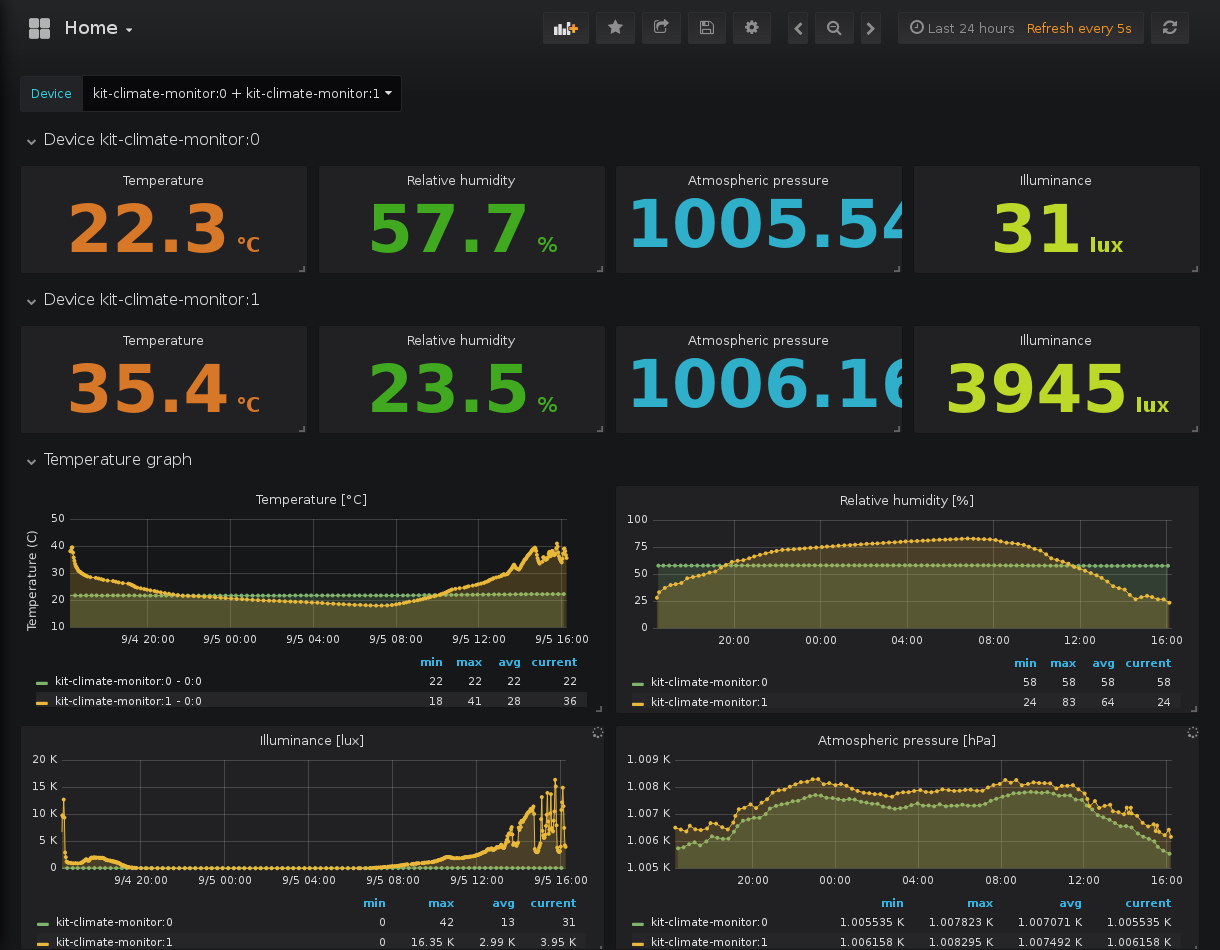 Home
Last 24 hours Refresh every 5s
Device kit-climate-monitor:0 + kit-climate-monitor:1
Device kit-climate-monitor:0
Temperature Relative humidity Atmospheric pressure Illuminance
22.3 °C 57.7 % 1005.54 31 lux
Device kit-climate-monitor:1
Temperature Relative humidity Atmospheric pressure Illuminance
35.4 °C 23.5 % 1006.16 3945 lux
Temperature graph
Temperature [°C]
Temperature (C)
50
40
30
20
10
9/4 20:00 9/5 00:00 9/5 04:00 9/5 08:00 9/5 12:00 9/5 16:00
min max avg current
kit-climate-monitor:0 - 0:0 22 22 22 22
kit-climate-monitor:1 - 0:0 18 41 28 36
Relative humidity [%]
100
75
50
25
0
20:00 00:00 04:00 08:00 12:00 16:00
min max avg current
kit-climate-monitor:0 58 58 58 58
kit-climate-monitor:1 24 83 64 24
Illuminance [lux]
20 K
15 K
10 K
5 K
0
9/4 20:00 9/5 00:00 9/5 04:00 9/5 08:00 9/5 12:00 9/5 16:00
min max avg current
kit-climate-monitor:0 0 42 13 31
kit-climate-monitor:1 0 16.35 K 2.99 K 3.95 K
Atmospheric pressure [hPa]
1.009 K
1.008 K
1.007 K
1.006 K
1.005 K
20:00 00:00 04:00 08:00 12:00 16:00
min max avg current
kit-climate-monitor:0 1.005535 K 1.007823 K 1.007071 K 1.005535 K
kit-climate-monitor:1 1.006158 K 1.008295 K 1.007492 K 1.006158 K